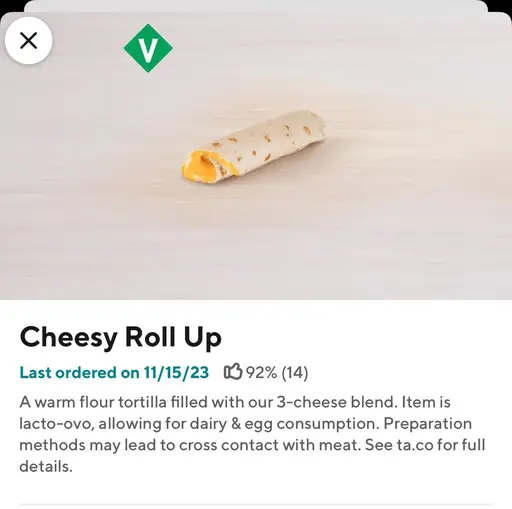 V
Cheesy Roll Up
Last ordered on 11/15/23 92% (14)
A warm flour tortilla filled with our 3-cheese blend. Item is
lacto-ovo, allowing for dairy & egg consumption. Preparation
methods may lead to cross contact with meat. See ta.co for full
details.